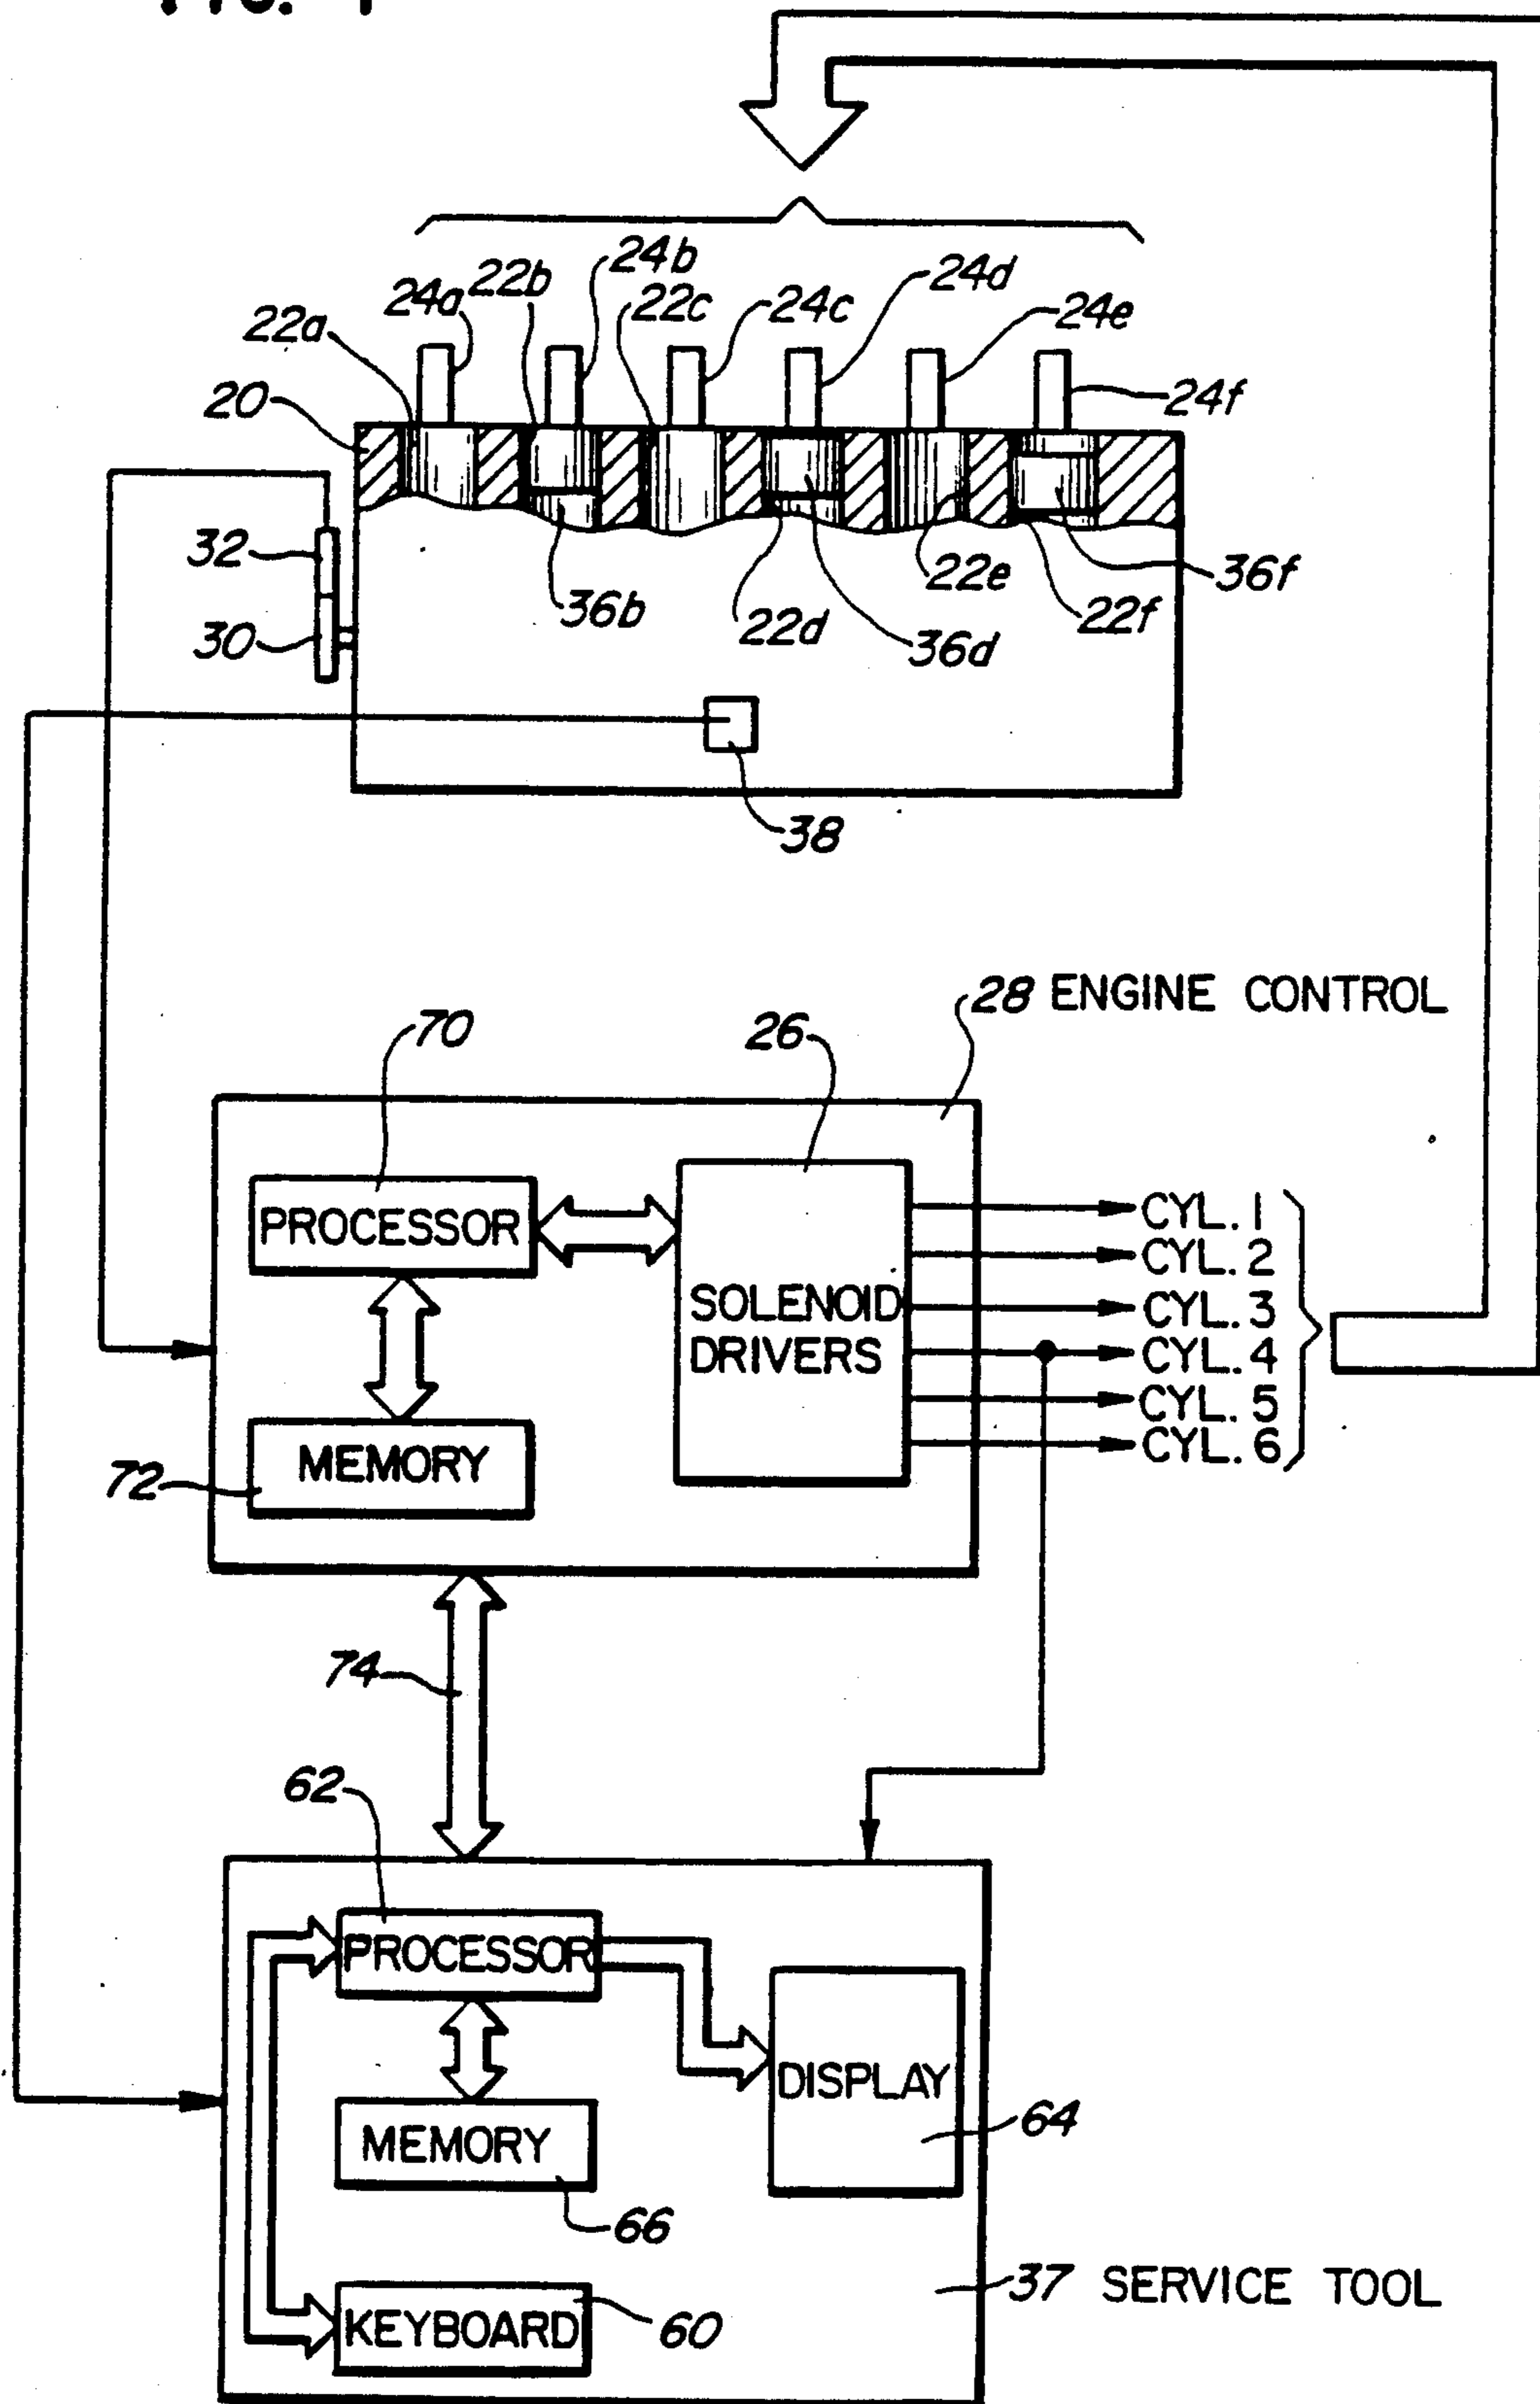 24b
24d
22b
24a
22c
24c
24e
22a
20
24f
32
22e
36f
36b
22d
22f
30
36d
38
28 ENGINE CONTROL
70
26
PROCESSOR
CYL. 1
CYL. 2
SOLENOID
DRIVERS
CYL. 3
CYL. 4
CYL. 5
CYL. 6
MEMORY
72
74
62
PROCESSOR
DISPLAY
64
MEMORY
66
37 SERVICE TOOL
KEYBOARD
60